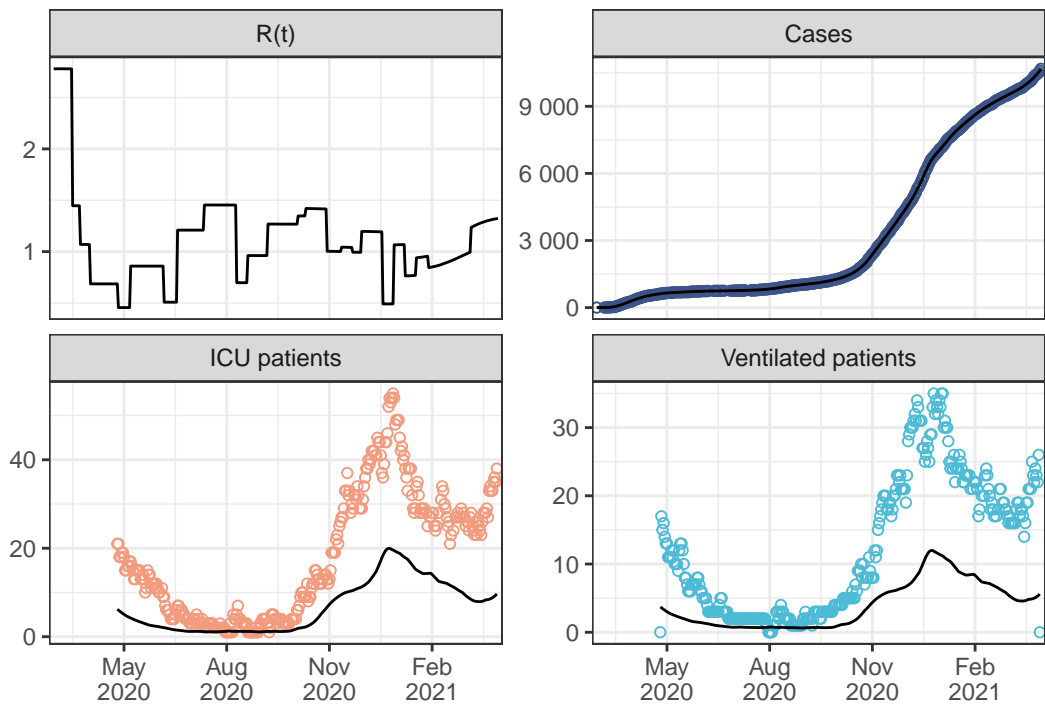 R(t)
Cases
2
1
9 000
6 000
3 000
0
ICU patients
Ventilated patients
40
20
0
30
20
10
0
May Aug Nov Feb
2020 2020 2020 2021
May Aug Nov Feb
2020 2020 2020 2021